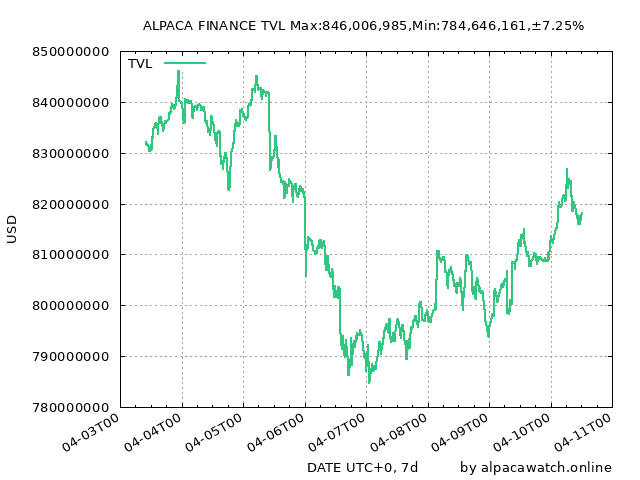 ALPACA FINANCE TVL Max:846,006,985,Min:784,646,161,±7.25%
TVL
850000000
840000000
830000000
820000000
810000000
800000000
790000000
780000000
USD
04-03T00
04-04T00
04-05T00
04-06T00
04-07T00
04-08T00
04-09T00
04-10T00
04-11T00
DATE UTC+0, 7d
by alpacawatch.online